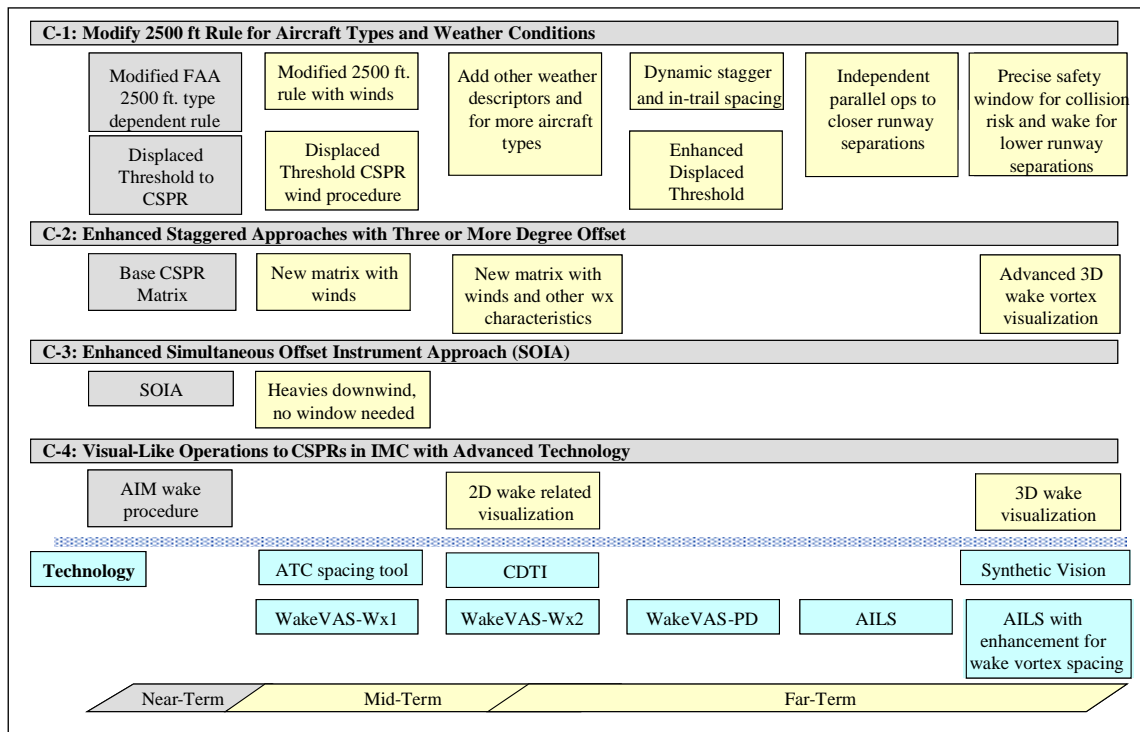 C-1: Modify 2500 ft Rule for Aircraft Types and Weather Conditions
Modified FAA
2500 ft. type
dependent rule
Modified 2500 ft.
rule with winds
Add other weather
descriptors and
for more aircraft
types
Dynamic stagger
and in-trail spacing
Independent
parallel ops to
closer runway
separations
Precise safety
window for collision
risk and wake for
lower runway
separations
Displaced
Threshold to
CSPR
Displaced
Threshold CSPR
wind procedure
Enhanced
Displaced
Threshold
C-2: Enhanced Staggered Approaches with Three or More Degree Offset
Base CSPR
Matrix
New matrix with
winds
New matrix with
winds and other wx
characteristics
Advanced 3D
wake vortex
visualization
C-3: Enhanced Simultaneous Offset Instrument Approach (SOIA)
SOIA
Heavies downwind,
no window needed
C-4: Visual-Like Operations to CSPRs in IMC with Advanced Technology
AIM wake
procedure
2D wake related
visualization
3D wake
visualization
Technology
ATC spacing tool
CDTI
Synthetic Vision
WakeVAS-Wx1
WakeVAS-Wx2
WakeVAS-PD
AILS
AILS with
enhancement for
wake vortex spacing
Near-Term
Mid-Term
Far-Term